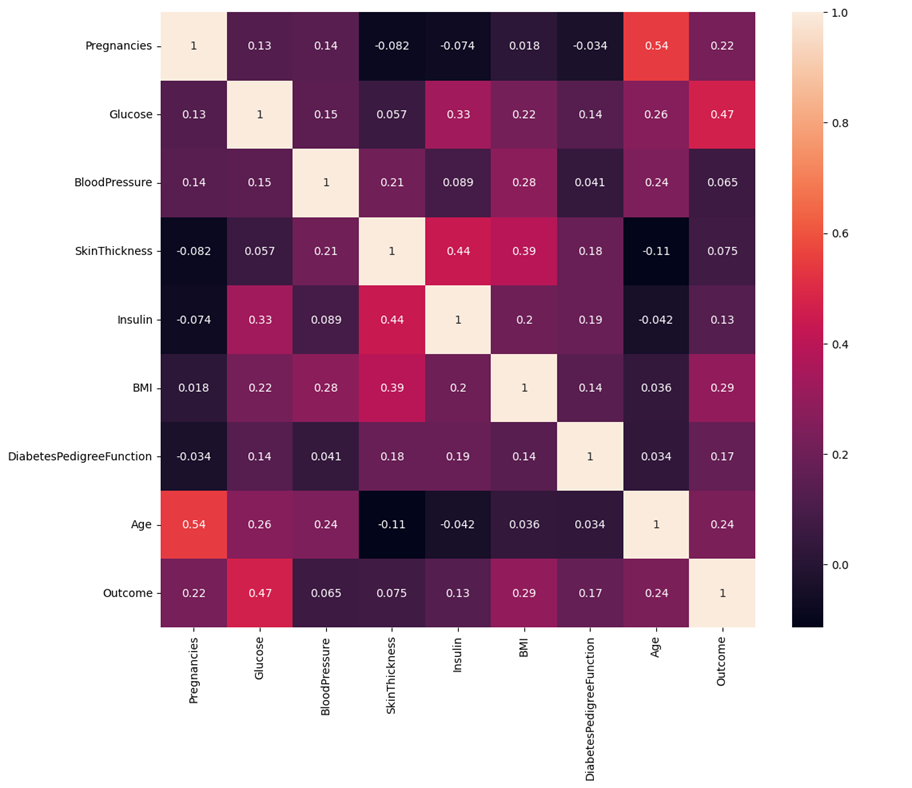 Pregnancies 1 0.13 0.14 -0.082 -0.074 0.018 -0.034 0.54 0.22
Glucose 0.13 1 0.15 0.057 0.33 0.22 0.14 0.26 0.47
BloodPressure 0.14 0.15 1 0.21 0.089 0.28 0.041 0.24 0.065
SkinThickness -0.082 0.057 0.21 1 0.44 0.39 0.18 -0.11 0.075
Insulin -0.074 0.33 0.089 0.44 1 0.2 0.19 -0.042 0.13
BMI 0.018 0.22 0.28 0.39 0.2 1 0.14 0.036 0.29
DiabetesPedigreeFunction -0.034 0.14 0.041 0.18 0.19 0.14 1 0.034 0.17
Age 0.54 0.26 0.24 -0.11 -0.042 0.036 0.034 1 0.24
Outcome 0.22 0.47 0.065 0.075 0.13 0.29 0.17 0.24 1
Pregnancies
Glucose
BloodPressure
SkinThickness
Insulin
BMI
DiabetesPedigreeFunction
Age
Outcome
1.0
0.8
0.6
0.4
0.2
0.0